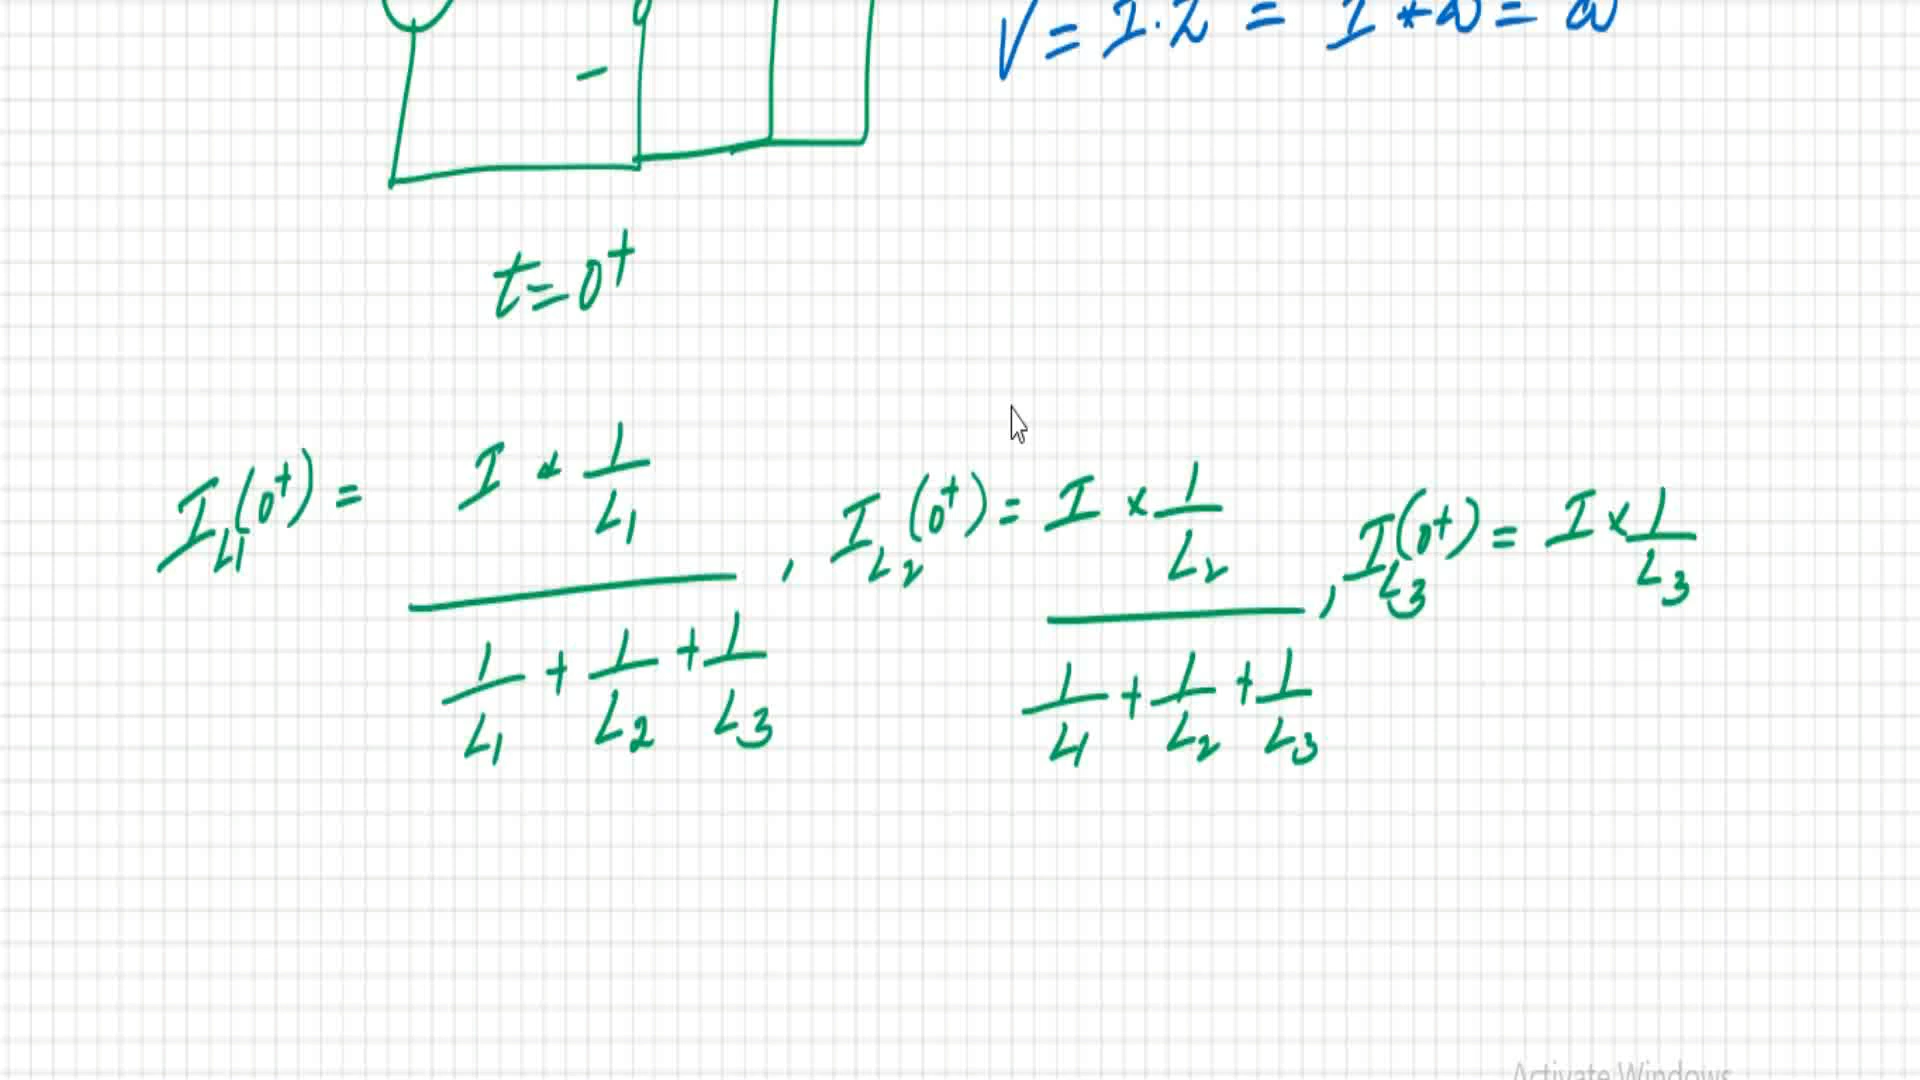 V = I.Z = I * ∞ = ∞
t=0⁺
I_L1(0⁺) = (I * 1/L1) / (1/L1 + 1/L2 + 1/L3) , I_L2(0⁺) = (I × 1/L2) / (1/L1 + 1/L2 + 1/L3) , I_L3(0⁺) = I × 1/L3
Activate Windows